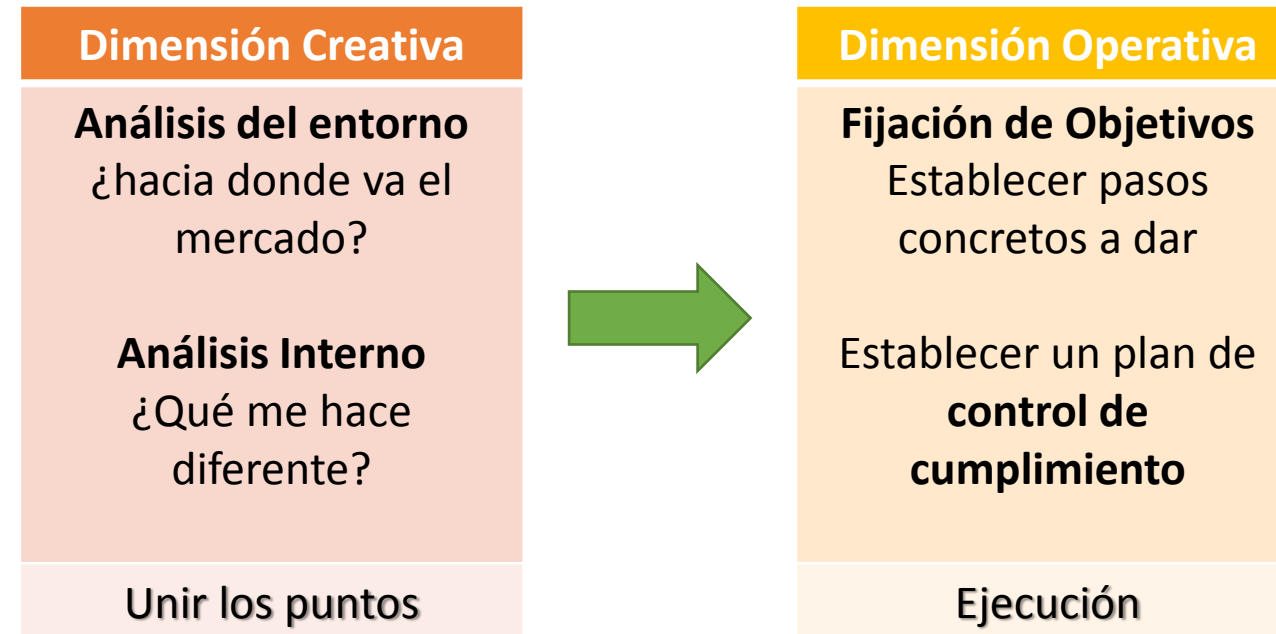 Dimensión Creativa
Análisis del entorno
¿hacia donde va el
mercado?
Análisis Interno
¿Qué me hace
diferente?
Unir los puntos
Dimensión Operativa
Fijación de Objetivos
Establecer pasos
concretos a dar
Establecer un plan de
control de
cumplimiento
Ejecución